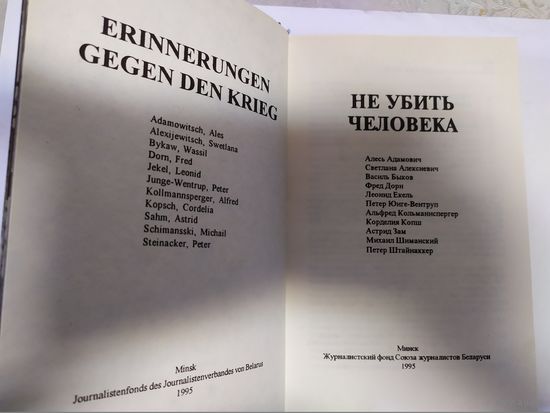 ERINNERUNGEN
GEGEN DEN KRIEG
Adamowitsch, Ales
Alexijewitsch, Swetlana
Bykaw, Wassil
Dorn, Fred
Jekel, Leonid
Junge-Wentrup, Peter
Kollmannsperger, Alfred
Kopsch, Cordelia
Sahm, Astrid
Schimansski, Michail
Steinacker, Peter
Minsk
Journalistenfonds des Journalistenverbandes von Belarus
1995
НЕ УБИТЬ
ЧЕЛОВЕКА
Алесь Адамович
Светлана Алексиевич
Василь Быков
Фред Дорн
Леонид Екель
Петер Юнге-Вентруп
Альфред Кольманнспергер
Корделия Копш
Астрид Зам
Михаил Шиманский
Петер Штайнаккер
Минск
Журналистский фонд Союза журналистов Беларуси
1995